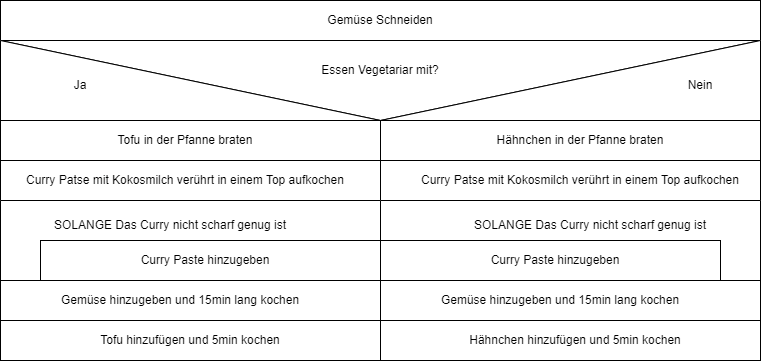 Gemüse Schneiden
Essen Vegetariar mit?
Ja
Nein
Tofu in der Pfanne braten
Hähnchen in der Pfanne braten
Curry Patse mit Kokosmilch verührt in einem Top aufkochen
Curry Patse mit Kokosmilch verührt in einem Top aufkochen
SOLANGE Das Curry nicht scharf genug ist
SOLANGE Das Curry nicht scharf genug ist
Curry Paste hinzugeben
Curry Paste hinzugeben
Gemüse hinzugeben und 15min lang kochen
Gemüse hinzugeben und 15min lang kochen
Tofu hinzufügen und 5min kochen
Hähnchen hinzufügen und 5min kochen